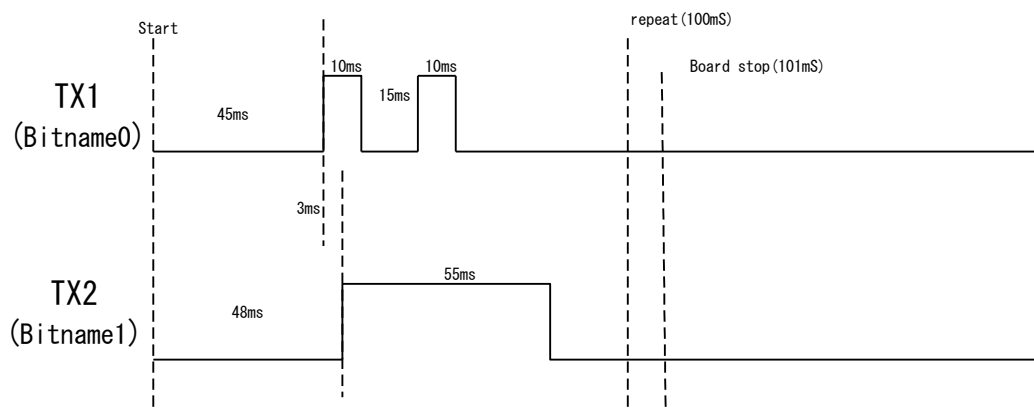 Start
repeat(100mS)
Board stop(101mS)
10ms
10ms
15ms
45ms
TX1
(Bitname0)
3ms
55ms
48ms
TX2
(Bitname1)